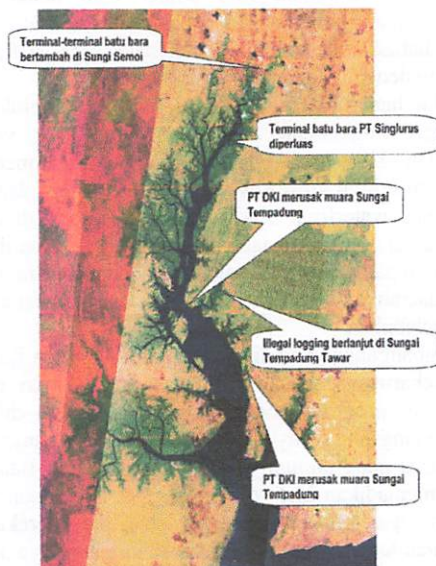 Terminal-terminal batu bara
bertambah di Sungi Semoi
Terminal batu bara PT Singlurus
diperluas
PT DKI merusak muara Sungai
Tempadung
Illegal logging berlanjut di Sungai
Tempadung Tawar
PT DKI merusak muara Sungai
Tempadung